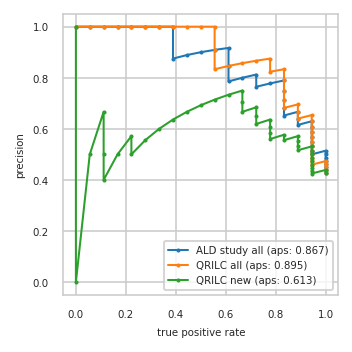 precision
1.0
0.8
0.6
0.4
0.2
0.0
ALD study all (aps: 0.867)
QRILC all (aps: 0.895)
QRILC new (aps: 0.613)
0.0 0.2 0.4 0.6 0.8 1.0
true positive rate